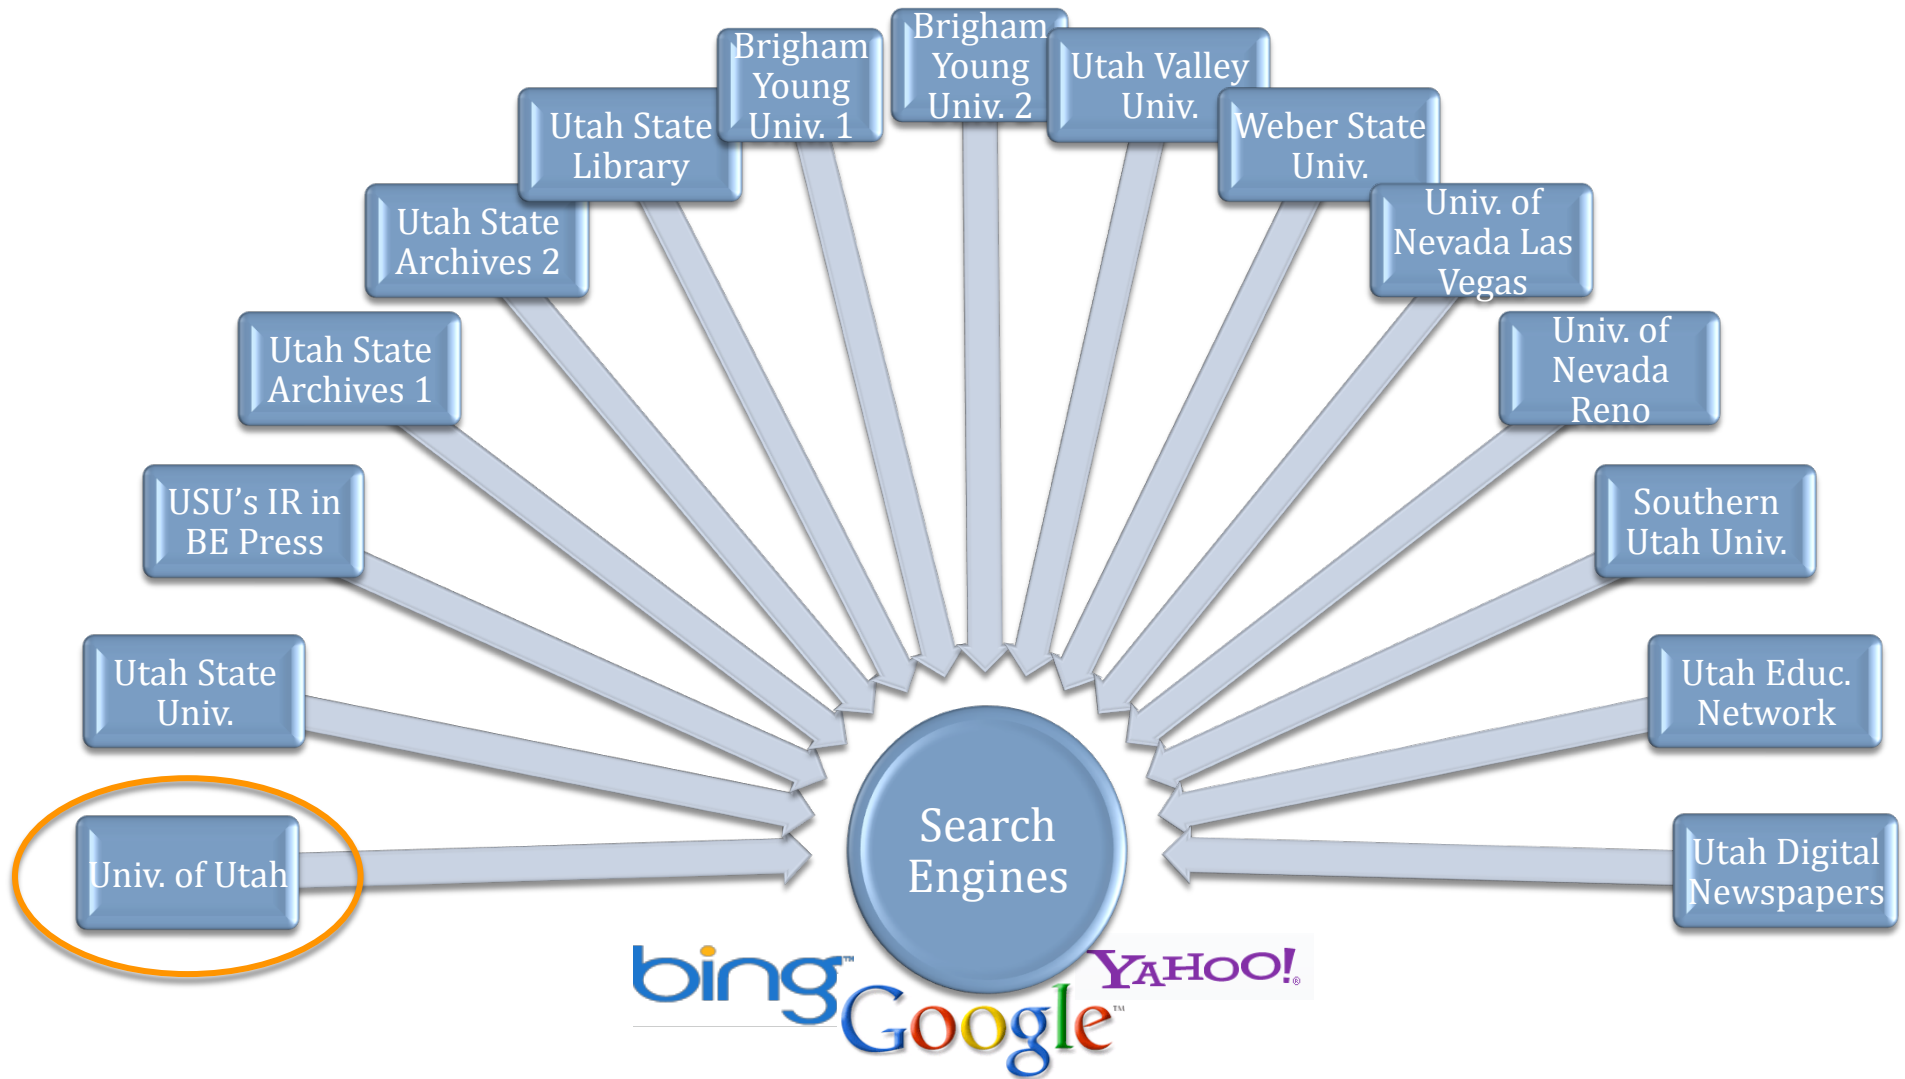 Univ. of Utah
Utah State
Univ.
USU's IR in
BE Press
Utah State
Archives 1
Utah State
Archives 2
Utah State
Library
Brigham
Young
Univ. 1
Brigham
Young
Univ. 2
Utah Valley
Univ.
Weber State
Univ.
Univ. of
Nevada Las
Vegas
Univ. of
Nevada
Reno
Southern
Utah Univ.
Utah Educ.
Network
Utah Digital
Newspapers
Search
Engines
bing™
Google™
YAHOO!®